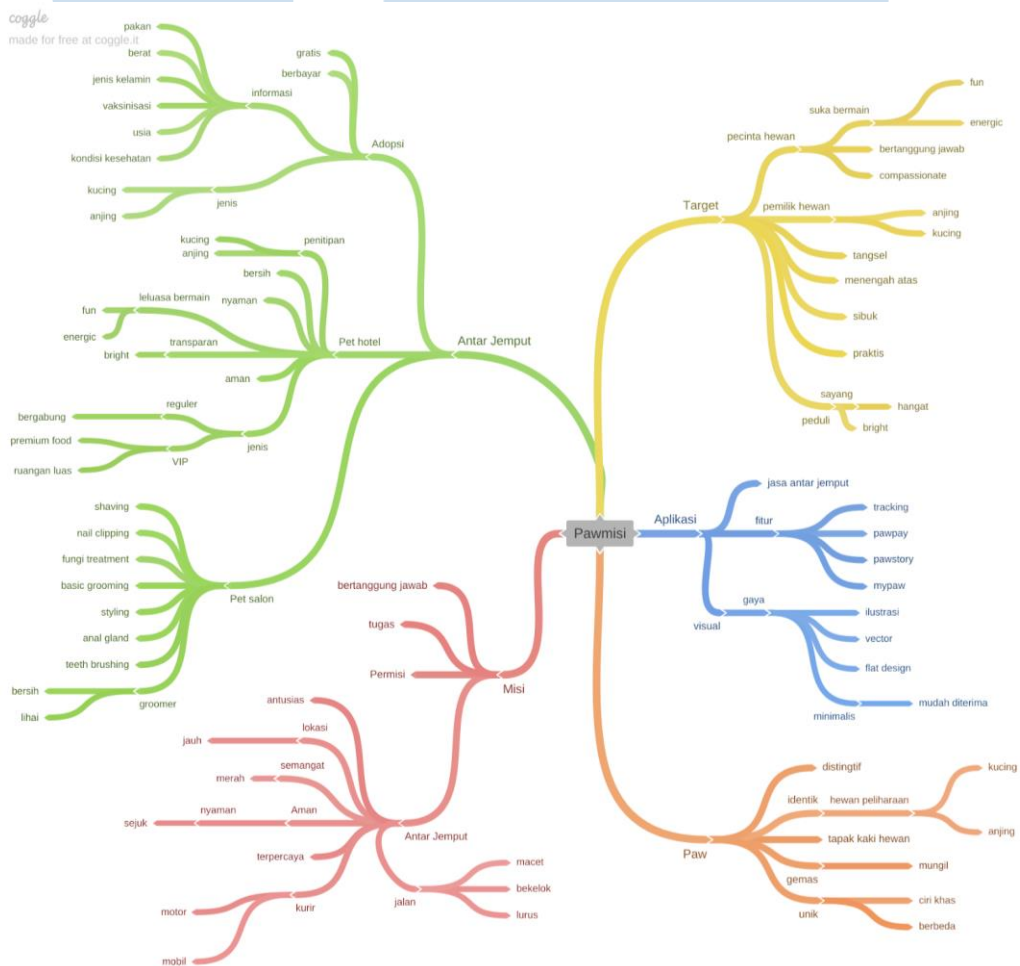 coggle
made for free at coggle.it
pakan
berat
jenis kelamin
vaksinisasi
usia
kondisi kesehatan
informasi
gratis
berbayar
Adopsi
kucing
anjing
jenis
kucing
anjing
penitipan
bersih
nyaman
leluasa bermain
fun
energic
transparan
bright
aman
Pet hotel
Antar Jemput
reguler
bergabung
premium food
ruangan luas
VIP
jenis
shaving
nail clipping
fungi treatment
basic grooming
styling
anal gland
teeth brushing
bersih
lihai
groomer
Pet salon
Target
pecinta hewan
suka bermain
fun
energic
bertanggung jawab
compassionate
pemilik hewan
anjing
kucing
tangsel
menengah atas
sibuk
praktis
sayang
peduli
hangat
bright
Pawmisi
Aplikasi
jasa antar jemput
fitur
tracking
pawpay
pawstory
mypaw
gaya
visual
ilustrasi
vector
flat design
minimalis
mudah diterima
bertanggung jawab
tugas
Permisi
Misi
antusias
lokasi
jauh
semangat
merah
Aman
nyaman
sejuk
terpercaya
Antar Jemput
kurir
motor
mobil
jalan
macet
bekelok
lurus
Paw
distingtif
identik
hewan peliharaan
kucing
anjing
tapak kaki hewan
gemas
mungil
unik
ciri khas
berbeda